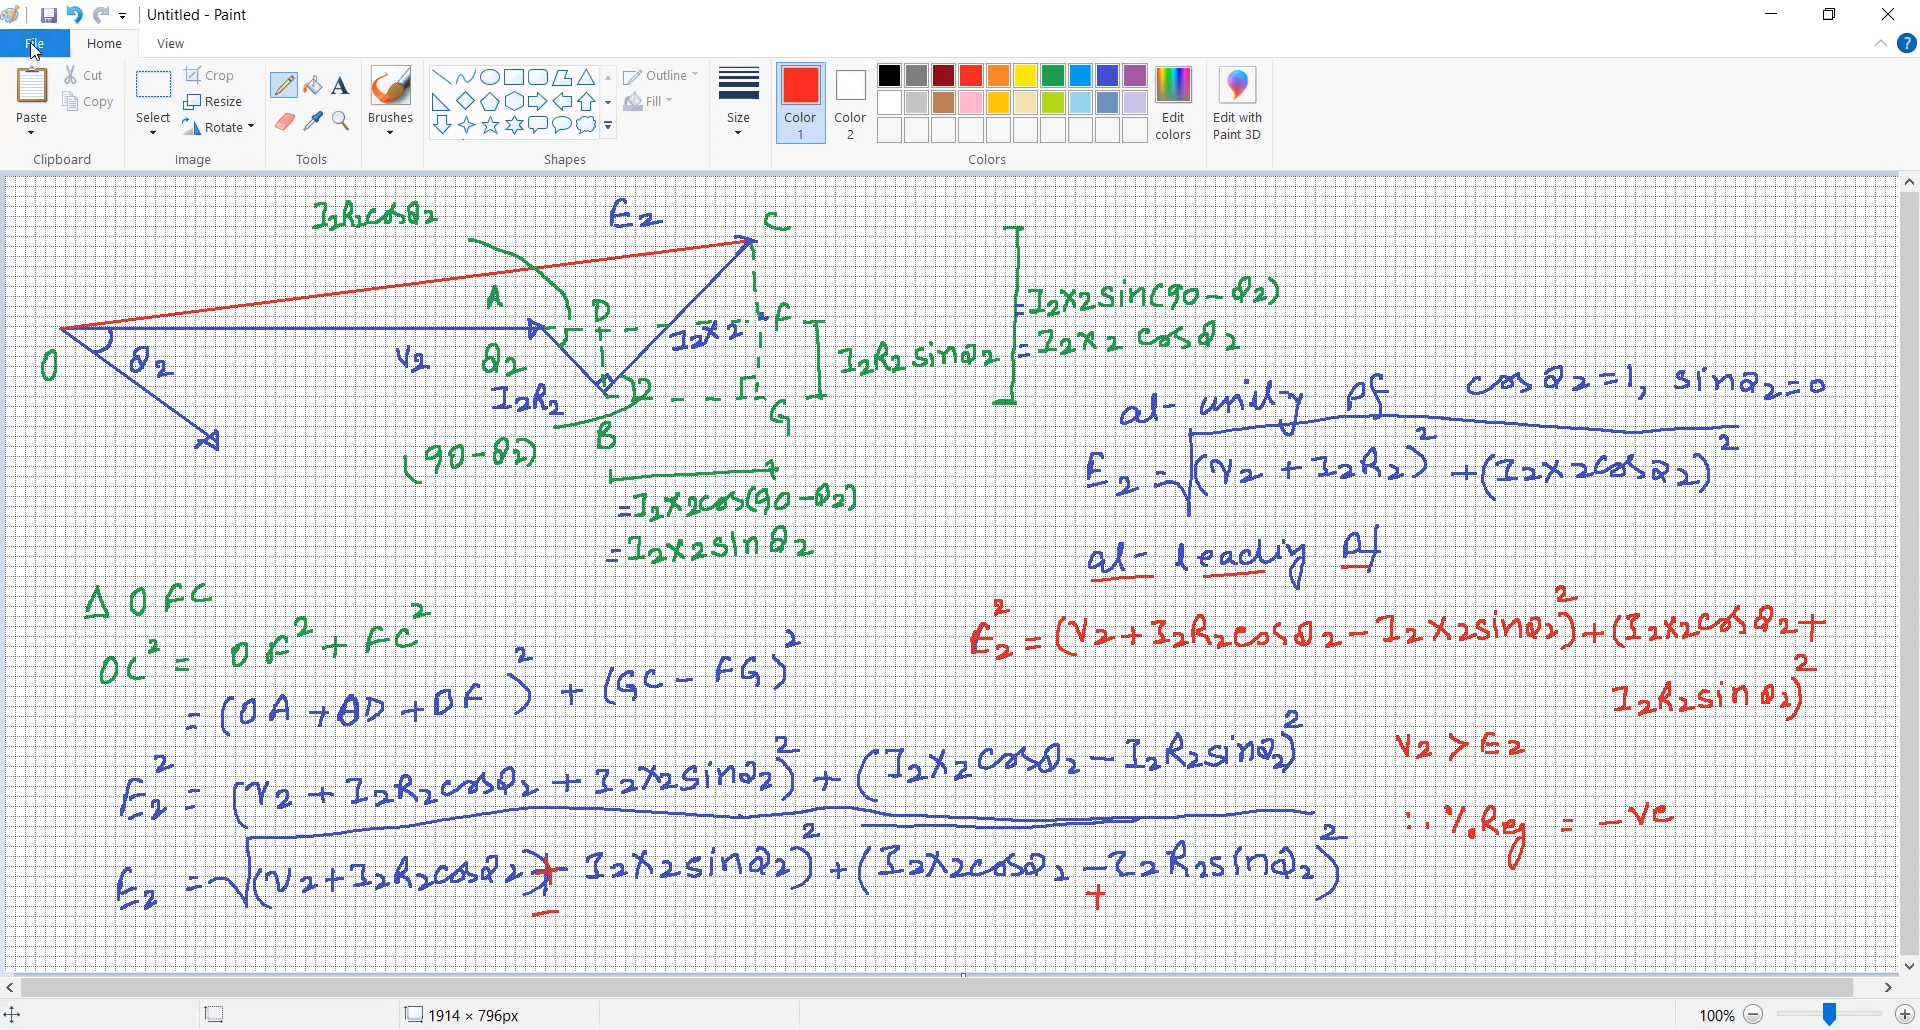 Untitled - Paint
File Home View
Paste Cut Copy Clipboard
Select Crop Resize Rotate Image
Tools
Brushes
Shapes Outline Fill
Size
Color 1 Color 2 Edit colors Colors
Edit with Paint 3D
I2R2cosθ2
E2
C
A
D
F
O
θ2
V2
θ2
I2X2
I2R2
B
G
(90-θ2)
I2R2 sinθ2
= I2X2 sin(90-θ2)
= I2X2 cosθ2
= I2X2cos(90-θ2)
= I2X2sinθ2
at unity pf cosθ2=1, sinθ2=0
E2 = √(V2 + I2R2)² + (I2X2cosθ2)²
at leading pf
E2² = (V2 + I2R2cosθ2 - I2X2sinθ2)² + (I2X2cosθ2 + I2R2sinθ2)²
V2 > E2
∴ %Reg = -ve
Δ OFC
OC² = OF² + FC²
= (OA + AD + DF)² + (GC - FG)²
E2² = (V2 + I2R2cosθ2 + I2X2sinθ2)² + (I2X2cosθ2 - I2R2sinθ2)²
E2 = √(V2 + I2R2cosθ2) + I2X2sinθ2)² + (I2X2cosθ2 - I2R2sinθ2)²
− +
1914 × 796px
100%